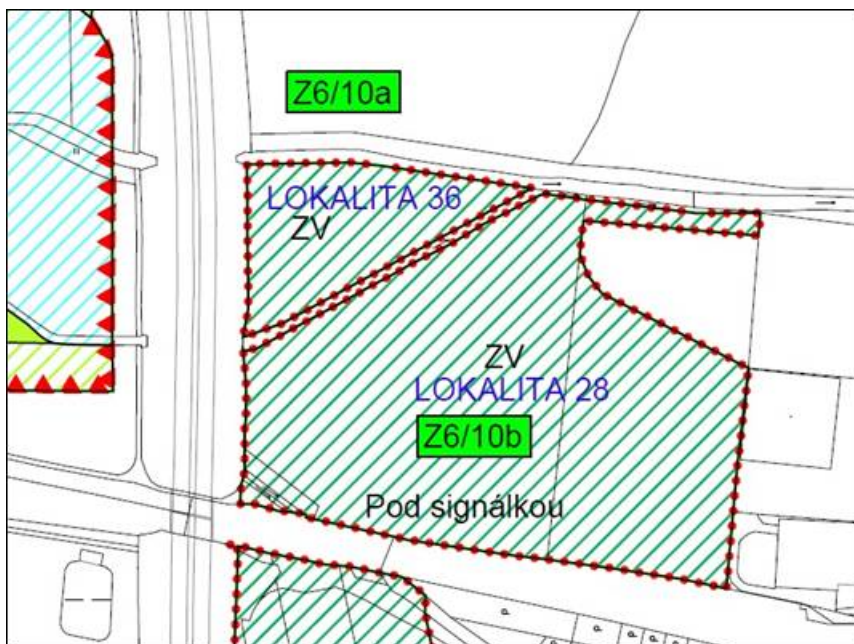 Z6/10a
LOKALITA 36
ZV
ZV
LOKALITA 28
Z6/10b
Pod signálkou
P
P
P
P
P